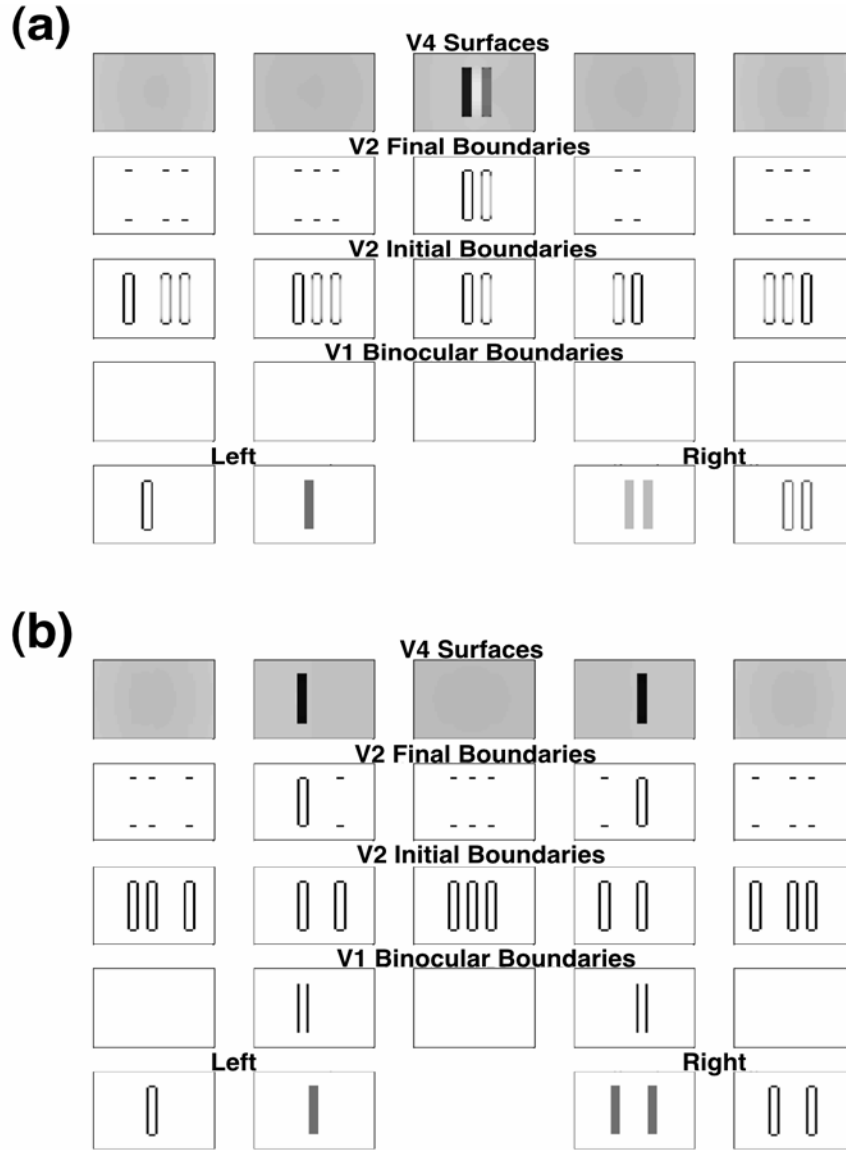 (a)
V4 Surfaces
V2 Final Boundaries
V2 Initial Boundaries
V1 Binocular Boundaries
Left Right
(b)
V4 Surfaces
V2 Final Boundaries
V2 Initial Boundaries
V1 Binocular Boundaries
Left Right